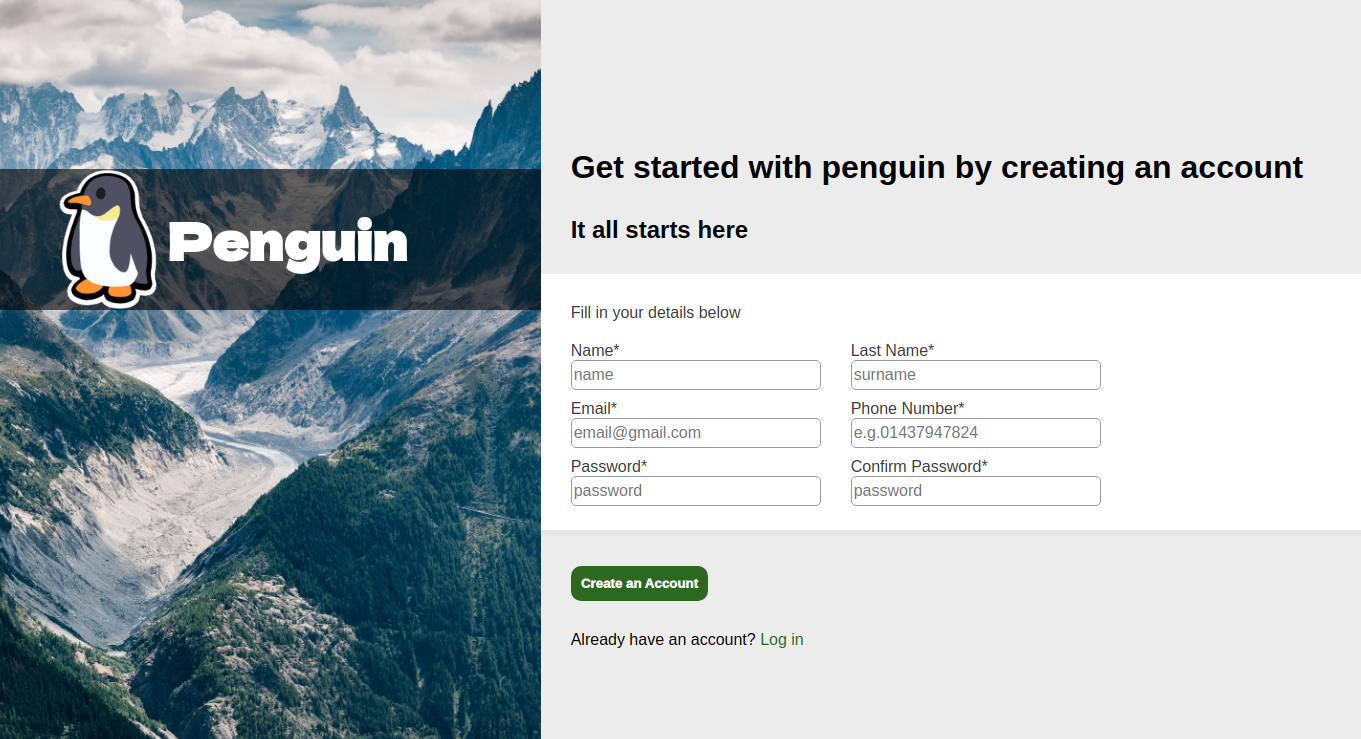 Penguin
Get started with penguin by creating an account
It all starts here
Fill in your details below
Name*
Last Name*
name
surname
Email*
Phone Number*
email@gmail.com
e.g.01437947824
Password*
Confirm Password*
password
password
Create an Account
Already have an account? Log in